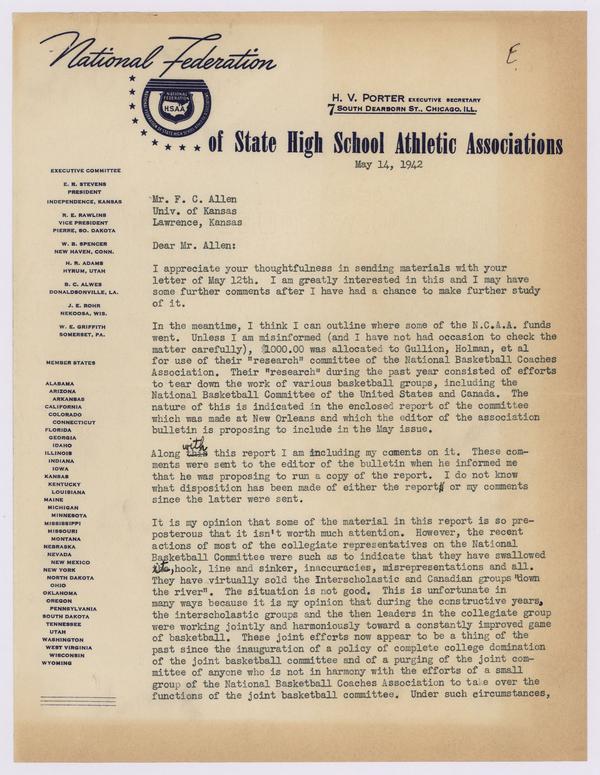 National Federation
E
NATIONAL FEDERATION
H.S.A.A.
H. V. PORTER EXECUTIVE SECRETARY
7 SOUTH DEARBORN ST., CHICAGO, ILL.
of State High School Athletic Associations
May 14, 1942
EXECUTIVE COMMITTEE
E. R. STEVENS
PRESIDENT
INDEPENDENCE, KANSAS
R. E. RAWLINS
VICE PRESIDENT
PIERRE, SO. DAKOTA
W. B. SPENCER
NEW HAVEN, CONN.
H. R. ADAMS
HYRUM, UTAH
B. C. ALWES
DONALDSONVILLE, LA.
J. E. ROHR
NEKOOSA, WIS.
W. E. GRIFFITH
SOMERSET, PA.
MEMBER STATES
ALABAMA
ARIZONA
ARKANSAS
CALIFORNIA
COLORADO
CONNECTICUT
FLORIDA
GEORGIA
IDAHO
ILLINOIS
INDIANA
IOWA
KANSAS
KENTUCKY
LOUISIANA
MAINE
MICHIGAN
MINNESOTA
MISSISSIPPI
MISSOURI
MONTANA
NEBRASKA
NEVADA
NEW MEXICO
NEW YORK
NORTH DAKOTA
OHIO
OKLAHOMA
OREGON
PENNSYLVANIA
SOUTH DAKOTA
TENNESSEE
UTAH
WASHINGTON
WEST VIRGINIA
WISCONSIN
WYOMING
Mr. F. C. Allen
Univ. of Kansas
Lawrence, Kansas
Dear Mr. Allen:
I appreciate your thoughtfulness in sending materials with your
letter of May 12th. I am greatly interested in this and I may have
some further comments after I have had a chance to make further study
of it.
In the meantime, I think I can outline where some of the N.C.A.A. funds
went. Unless I am misinformed (and I have not had occasion to check the
matter carefully), $1000.00 was allocated to Gullion, Holman, et al
for use of their "research" committee of the National Basketball Coaches
Association. Their "research" during the past year consisted of efforts
to tear down the work of various basketball groups, including the
National Basketball Committee of the United States and Canada. The
nature of this is indicated in the enclosed report of the committee
which was made at New Orleans and which the editor of the association
bulletin is proposing to include in the May issue.
with
Along this this report I am including my coments on it. These com-
ments were sent to the editor of the bulletin when he informed me
that he was proposing to run a copy of the report. I do not know
what disposition has been made of either the reports or my comments
since the latter were sent.
It is my opinion that some of the material in this report is so pre-
posterous that it isn't worth much attention. However, the recent
actions of most of the collegiate representatives on the National
Basketball Committee were such as to indicate that they have swallowed
its, hook, line and sinker, inaccuracies, misrepresentations and all.
They have virtually sold the Interscholastic and Canadian groups "down
the river". The situation is not good. This is unfortunate in
many ways because it is my opinion that during the constructive years,
the interscholastic groups and the then leaders in the collegiate group
were working jointly and harmoniously toward a constantly improved game
of basketball. These joint efforts now appear to be a thing of the
past since the inauguration of a policy of complete college domination
of the joint basketball committee and of a purging of the joint com-
mittee of anyone who is not in harmony with the efforts of a small
group of the National Basketball Coaches Association to take over the
functions of the joint basketball committee. Under such circumstances,